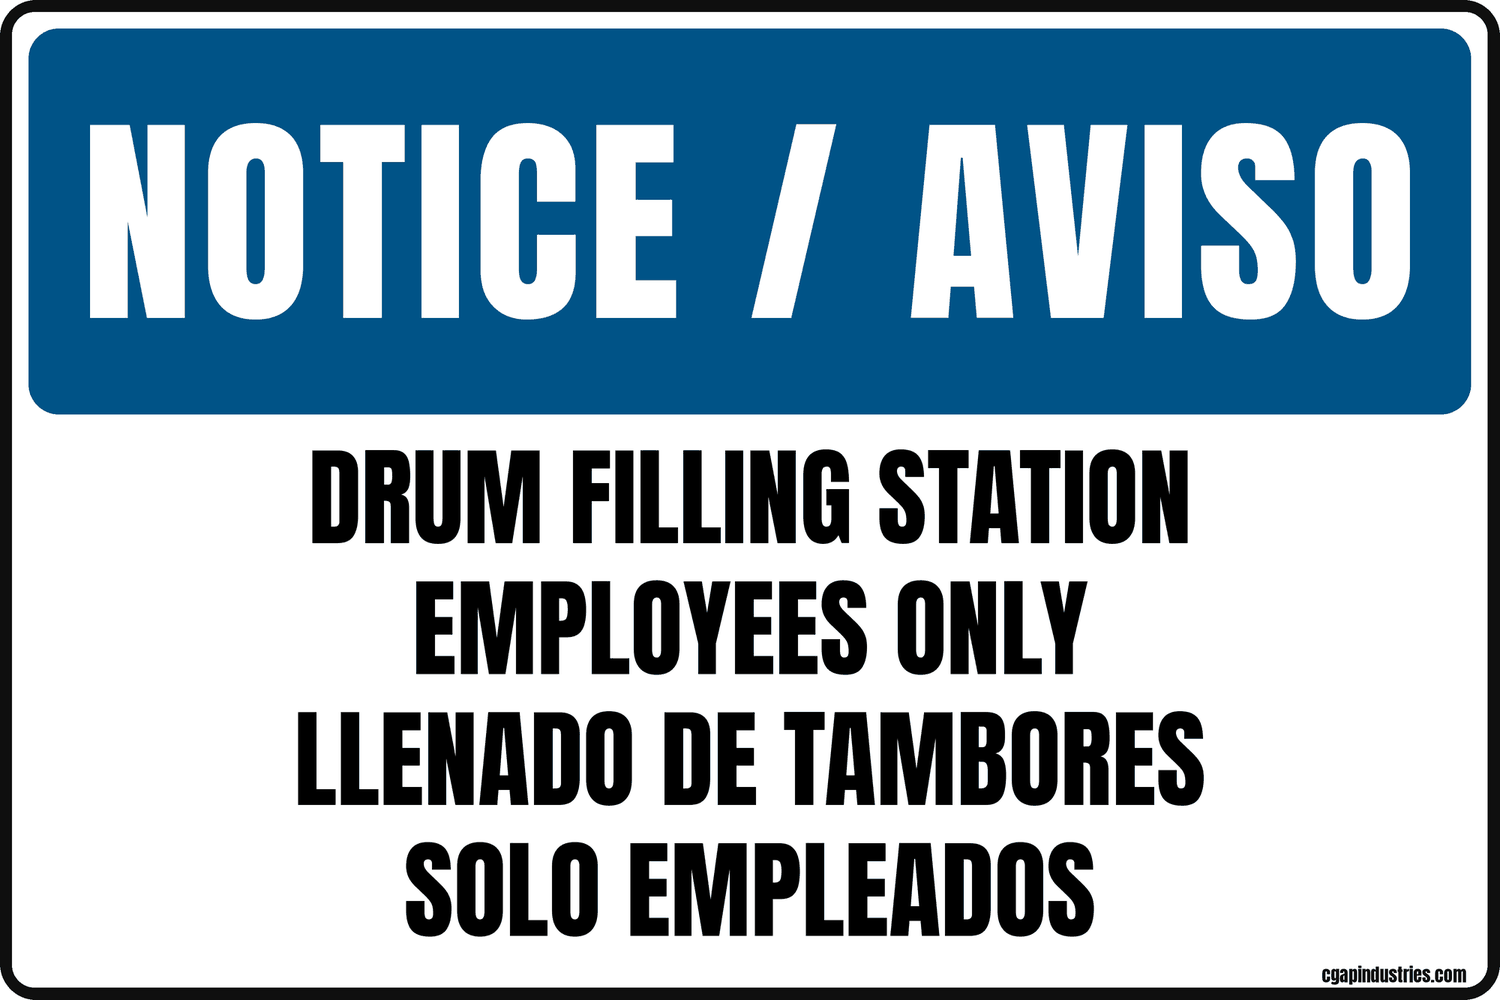 NOTICE / AVISO
DRUM FILLING STATION
EMPLOYEES ONLY
LLENADO DE TAMBORES
SOLO EMPLEADOS
cgapindustries.com